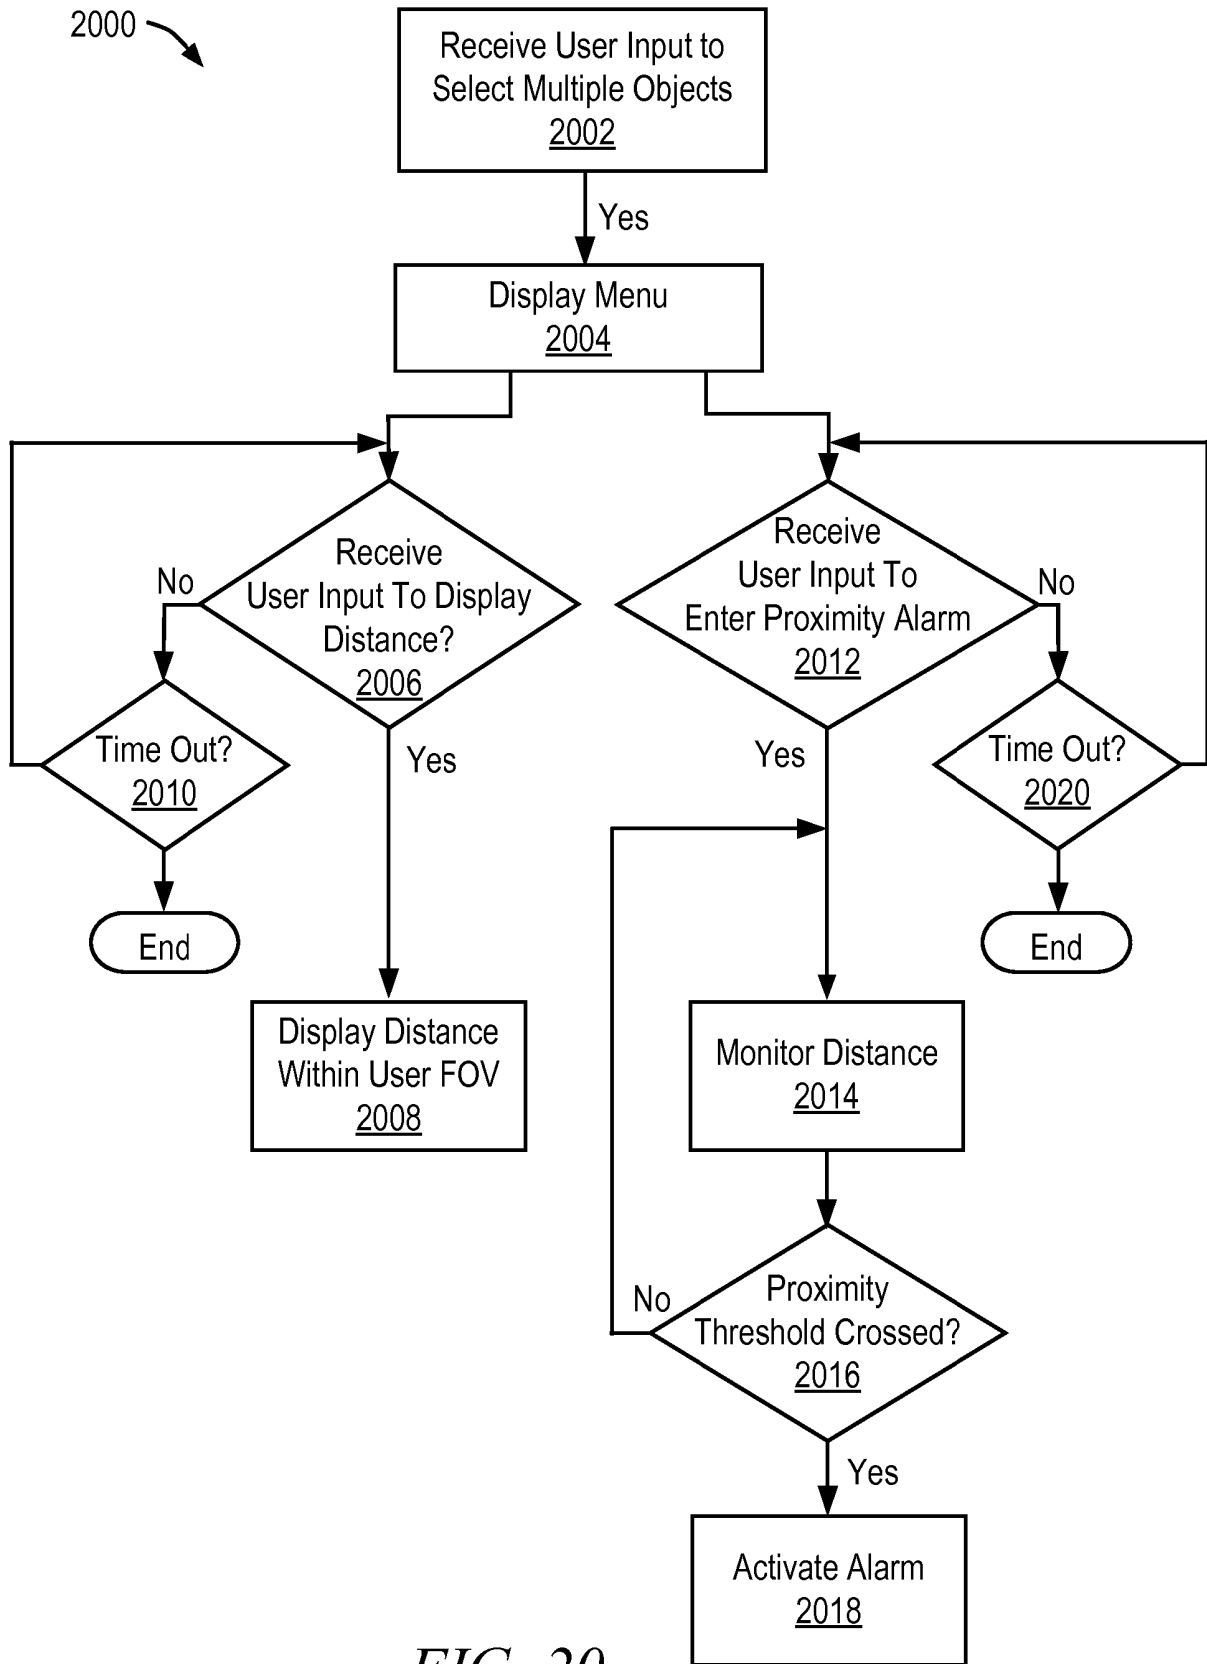 2000
Receive User Input to
Select Multiple Objects
2002
Yes
Display Menu
2004
Receive
User Input To Display
Distance?
2006
No
Yes
Time Out?
2010
End
Display Distance
Within User FOV
2008
Receive
User Input To
Enter Proximity Alarm
2012
No
Yes
Time Out?
2020
End
Monitor Distance
2014
Proximity
Threshold Crossed?
2016
No
Yes
Activate Alarm
2018
FIG. 20